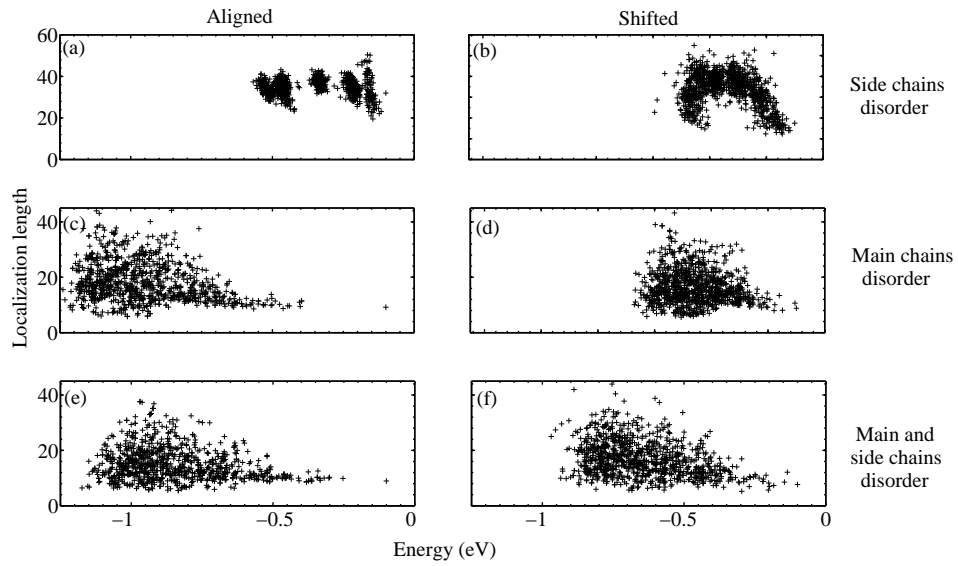 Aligned
Shifted
60
40
20
0
(a)
(b)
Side chains
disorder
Localization length
40
20
0
(c)
(d)
Main chains
disorder
40
20
0
(e)
(f)
Main and
side chains
disorder
−1
−0.5
0
−1
−0.5
0
Energy (eV)